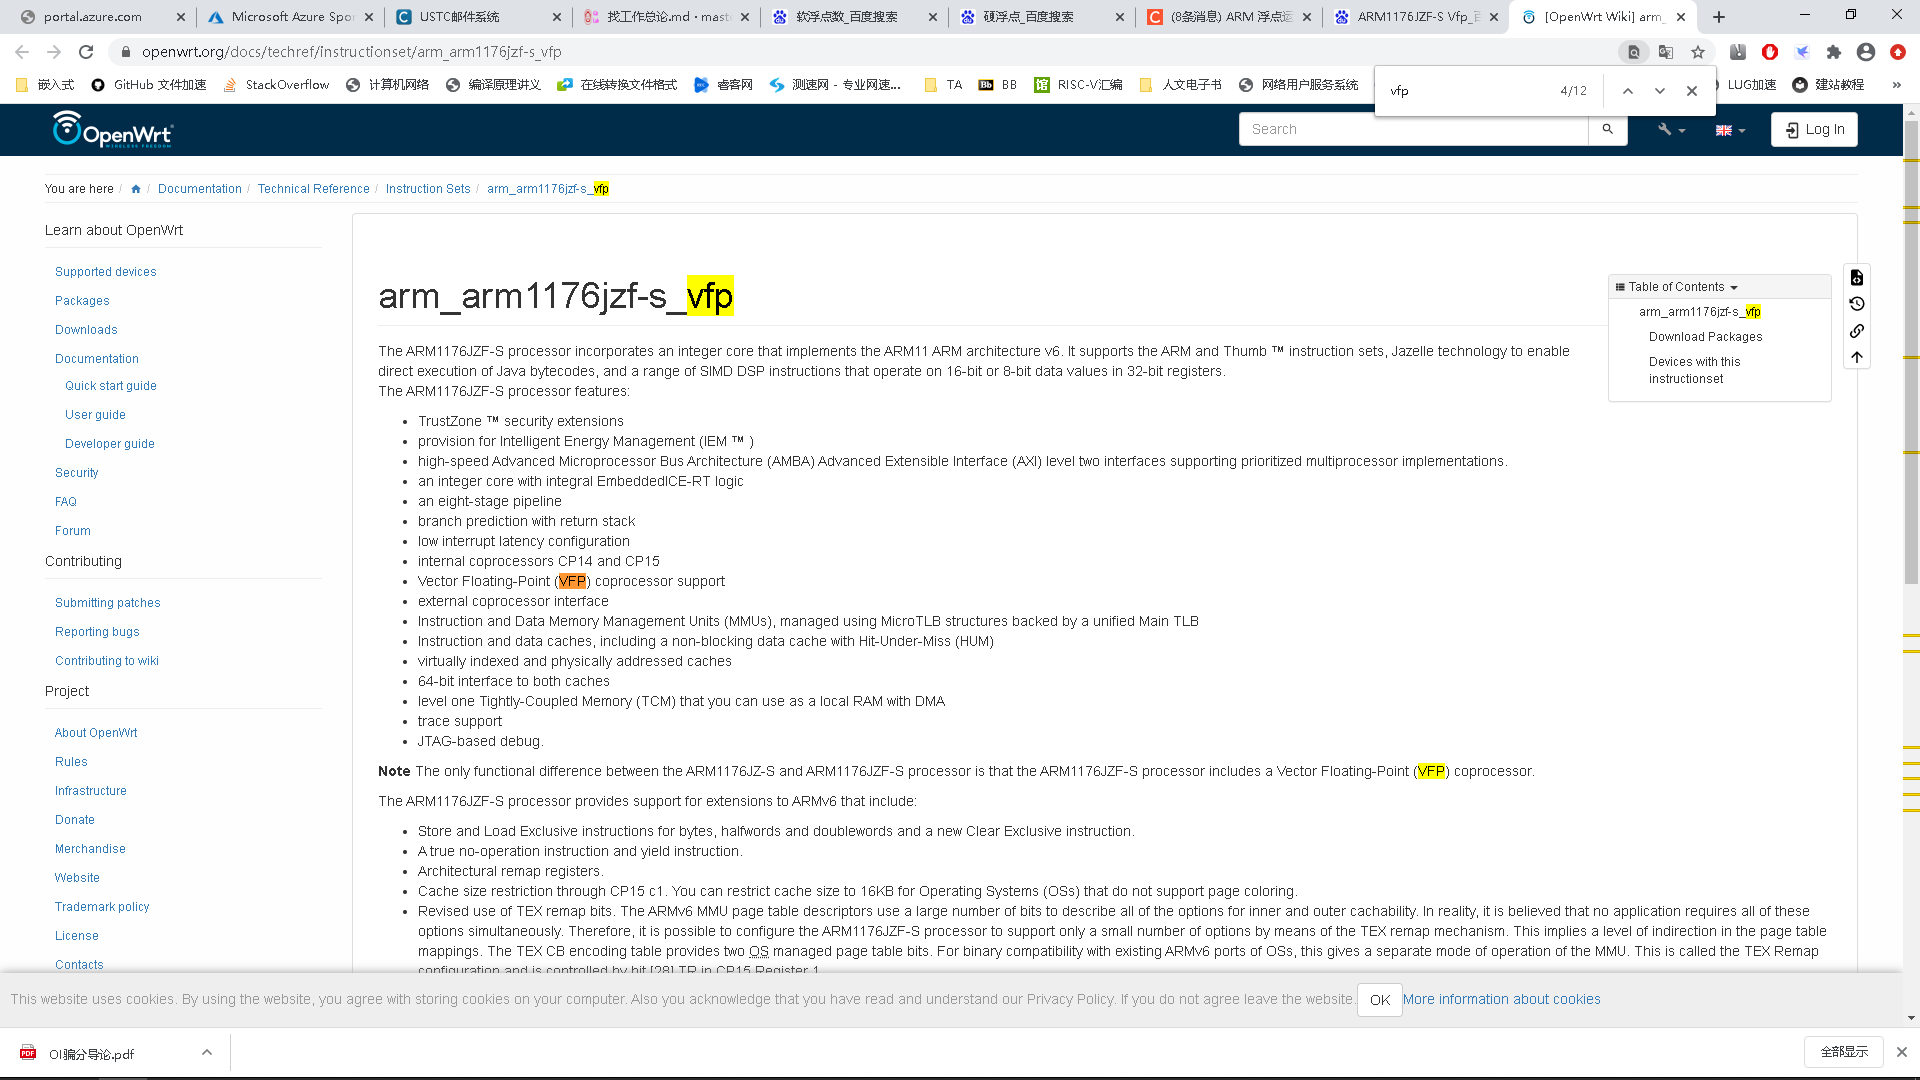 portal.azure.com
Microsoft Azure Spo
USTC邮件系统
找工作总论.md · mast
软浮点数_百度搜索
硬浮点_百度搜索
(8条消息) ARM 浮点运
ARM1176JZF-S Vfp_百
[OpenWrt Wiki] arm_
openwrt.org/docs/techref/instructionset/arm_arm1176jzf-s_vfp
嵌入式
GitHub 文件加速
StackOverflow
计算机网络
编译原理讲义
在线转换文件格式
睿客网
测速网 - 专业网速...
TA
BB
RISC-V汇编
人文电子书
网络用户服务系统
LUG加速
建站教程
»
vfp
4/12
OpenWrt
WIRELESS FREEDOM
Search
Log In
You are here / / Documentation / Technical Reference / Instruction Sets / arm_arm1176jzf-s_vfp
Learn about OpenWrt
Supported devices
Packages
Downloads
Documentation
Quick start guide
User guide
Developer guide
Security
FAQ
Forum
Contributing
Submitting patches
Reporting bugs
Contributing to wiki
Project
About OpenWrt
Rules
Infrastructure
Donate
Merchandise
Website
Trademark policy
License
Contacts
arm_arm1176jzf-s_vfp
Table of Contents
arm_arm1176jzf-s_vfp
Download Packages
Devices with this
instructionset
The ARM1176JZF-S processor incorporates an integer core that implements the ARM11 ARM architecture v6. It supports the ARM and Thumb ™ instruction sets, Jazelle technology to enable
direct execution of Java bytecodes, and a range of SIMD DSP instructions that operate on 16-bit or 8-bit data values in 32-bit registers.
The ARM1176JZF-S processor features:
• TrustZone ™ security extensions
• provision for Intelligent Energy Management (IEM ™ )
• high-speed Advanced Microprocessor Bus Architecture (AMBA) Advanced Extensible Interface (AXI) level two interfaces supporting prioritized multiprocessor implementations.
• an integer core with integral EmbeddedICE-RT logic
• an eight-stage pipeline
• branch prediction with return stack
• low interrupt latency configuration
• internal coprocessors CP14 and CP15
• Vector Floating-Point (VFP) coprocessor support
• external coprocessor interface
• Instruction and Data Memory Management Units (MMUs), managed using MicroTLB structures backed by a unified Main TLB
• Instruction and data caches, including a non-blocking data cache with Hit-Under-Miss (HUM)
• virtually indexed and physically addressed caches
• 64-bit interface to both caches
• level one Tightly-Coupled Memory (TCM) that you can use as a local RAM with DMA
• trace support
• JTAG-based debug.
Note The only functional difference between the ARM1176JZ-S and ARM1176JZF-S processor is that the ARM1176JZF-S processor includes a Vector Floating-Point (VFP) coprocessor.
The ARM1176JZF-S processor provides support for extensions to ARMv6 that include:
• Store and Load Exclusive instructions for bytes, halfwords and doublewords and a new Clear Exclusive instruction.
• A true no-operation instruction and yield instruction.
• Architectural remap registers.
• Cache size restriction through CP15 c1. You can restrict cache size to 16KB for Operating Systems (OSs) that do not support page coloring.
• Revised use of TEX remap bits. The ARMv6 MMU page table descriptors use a large number of bits to describe all of the options for inner and outer cachability. In reality, it is believed that no application requires all of these
options simultaneously. Therefore, it is possible to configure the ARM1176JZF-S processor to support only a small number of options by means of the TEX remap mechanism. This implies a level of indirection in the page table
mappings. The TEX CB encoding table provides two OS managed page table bits. For binary compatibility with existing ARMv6 ports of OSs, this gives a separate mode of operation of the MMU. This is called the TEX Remap
configuration and is controlled by bit [28] TR in CP15 Register 1.
This website uses cookies. By using the website, you agree with storing cookies on your computer. Also you acknowledge that you have read and understand our Privacy Policy. If you do not agree leave the website. OK More information about cookies
OI骗分导论.pdf
全部显示